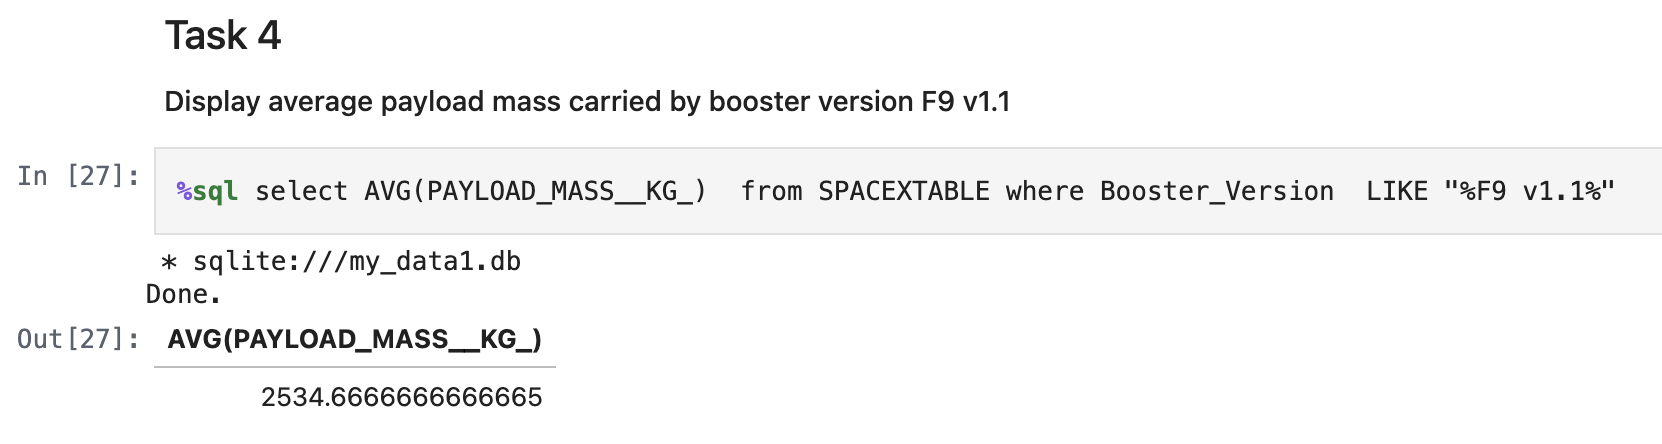 Task 4
Display average payload mass carried by booster version F9 v1.1
In [27]: %sql select AVG(PAYLOAD_MASS__KG_)  from SPACEXTABLE where Booster_Version  LIKE "%F9 v1.1%"
* sqlite:///my_data1.db
Done.
Out[27]: AVG(PAYLOAD_MASS__KG_)
2534.6666666666665